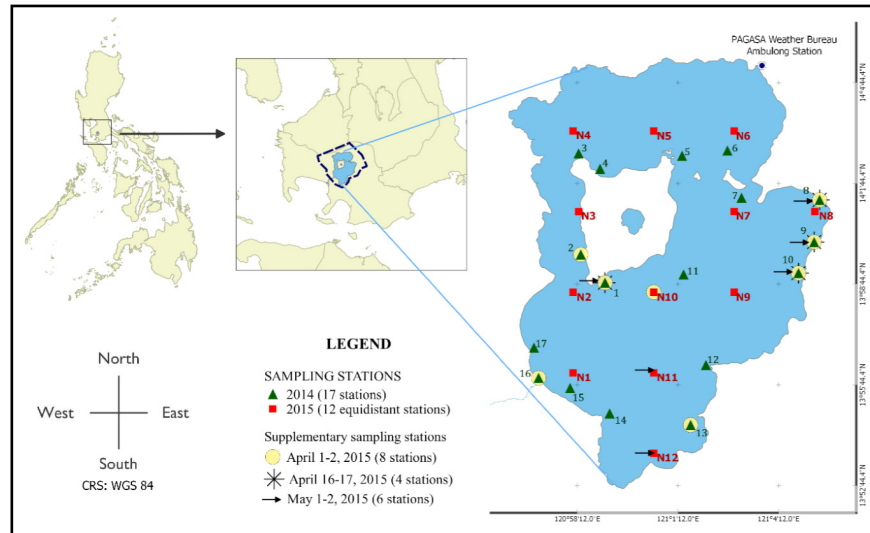 PAGASA Weather Bureau
Ambulong Station
N4
N5
N6
3
4
5
6
7
8
N3
N7
N8
9
2
10
11
1
N2
N10
N9
17
16
N1
N11
12
15
14
13
N12
14°4'44.4"N
14°1'44.4"N
13°58'44.4"N
13°55'44.4"N
13°52'44.4"N
120°58'12.0"E
121°1'12.0"E
121°4'12.0"E
North
West
East
South
CRS: WGS 84
LEGEND
SAMPLING STATIONS
2014 (17 stations)
2015 (12 equidistant stations)
Supplementary sampling stations
April 1-2, 2015 (8 stations)
April 16-17, 2015 (4 stations)
May 1-2, 2015 (6 stations)